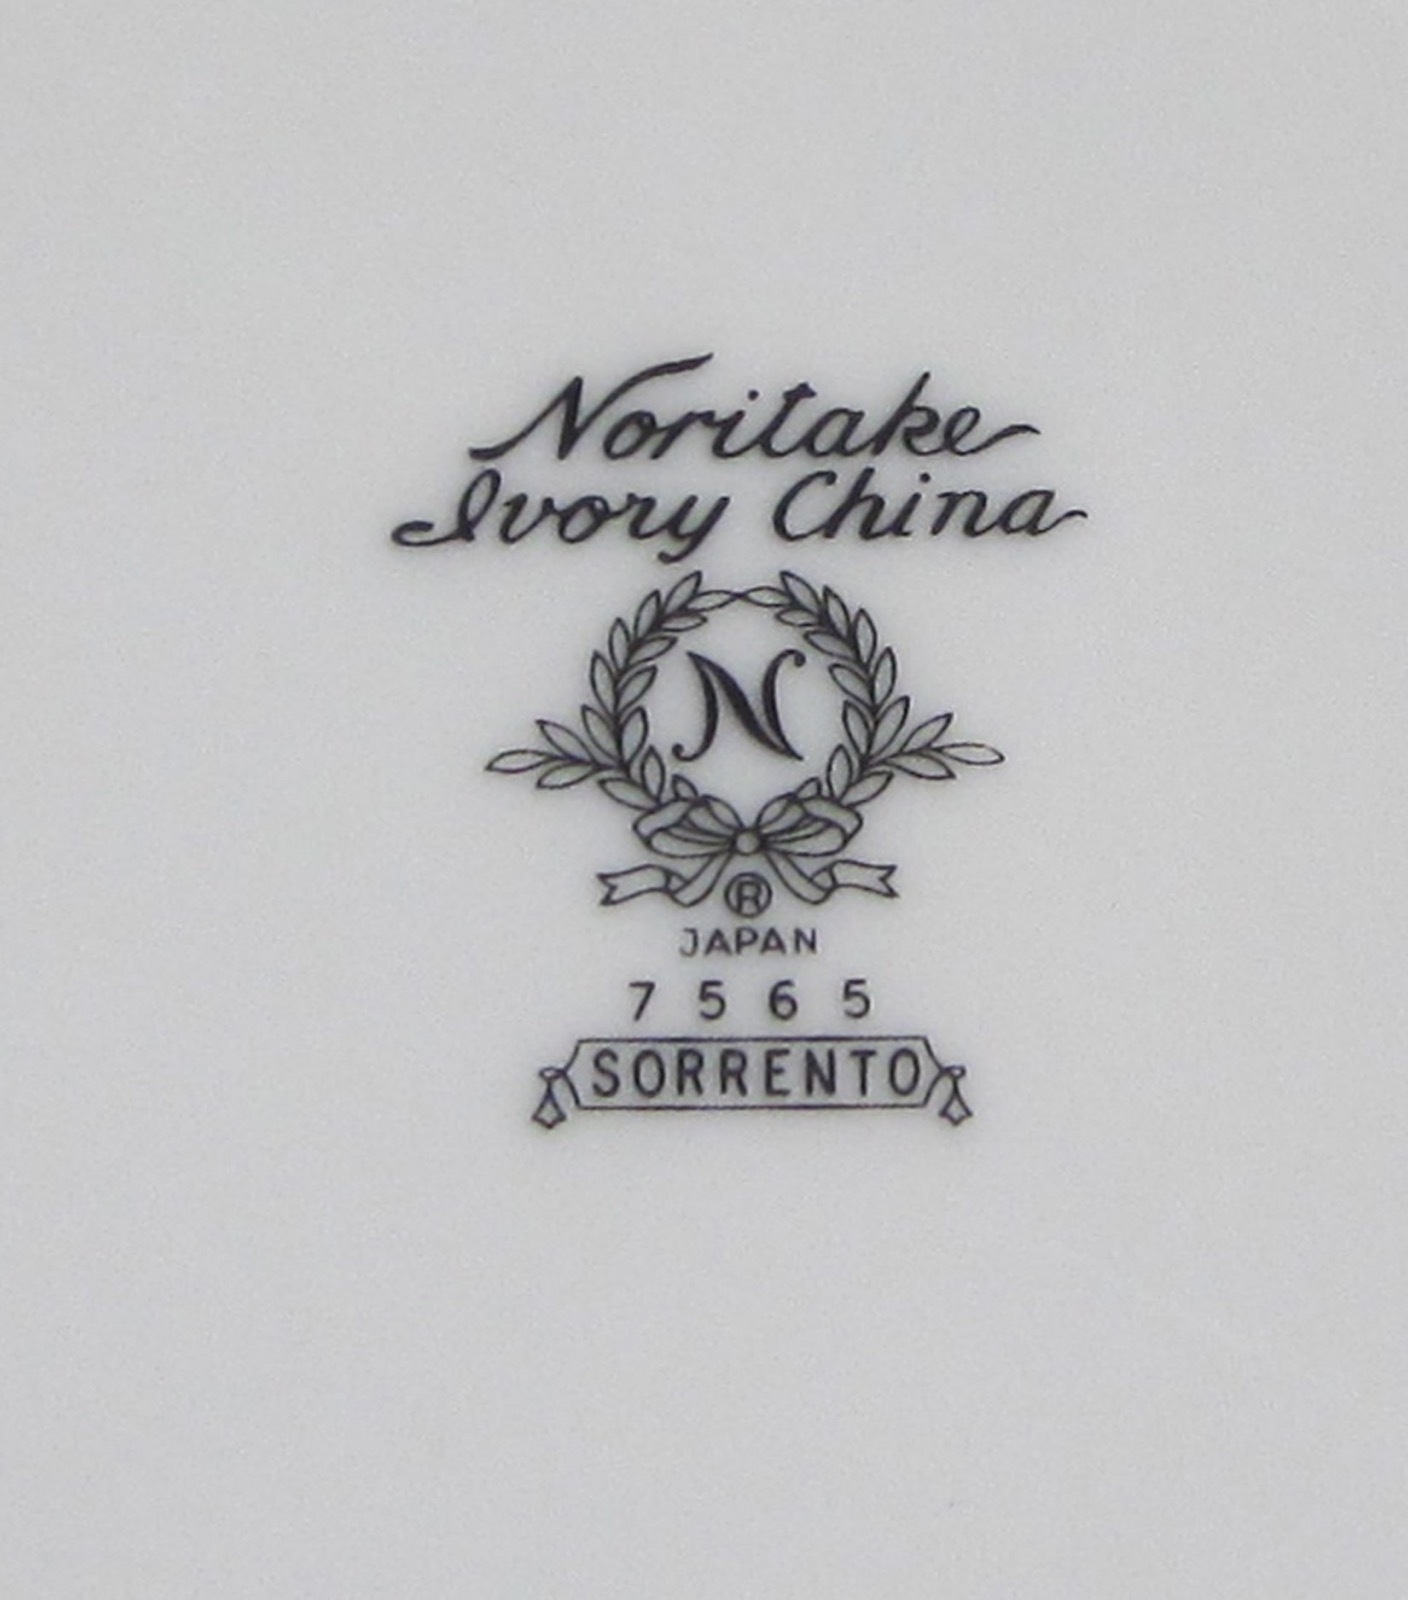 Noritake
Ivory China
N
®
JAPAN
7565
SORRENTO